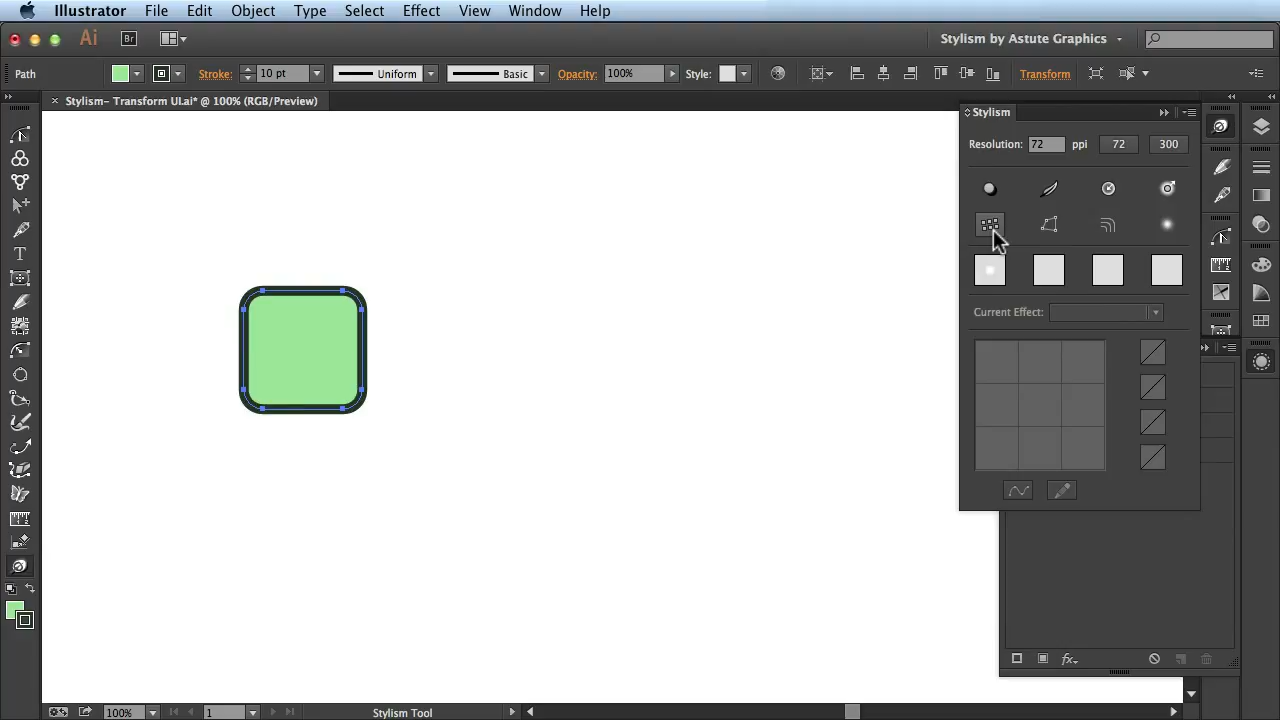 Illustrator File Edit Object Type Select Effect View Window Help
Ai Br Stylism by Astute Graphics
Path Stroke: 10 pt Uniform Basic Opacity: 100% Style: Transform
× Stylism- Transform UI.ai* @ 100% (RGB/Preview)
Stylism
Resolution: 72 ppi 72 300
Current Effect:
T
fx
100% 1 Stylism Tool